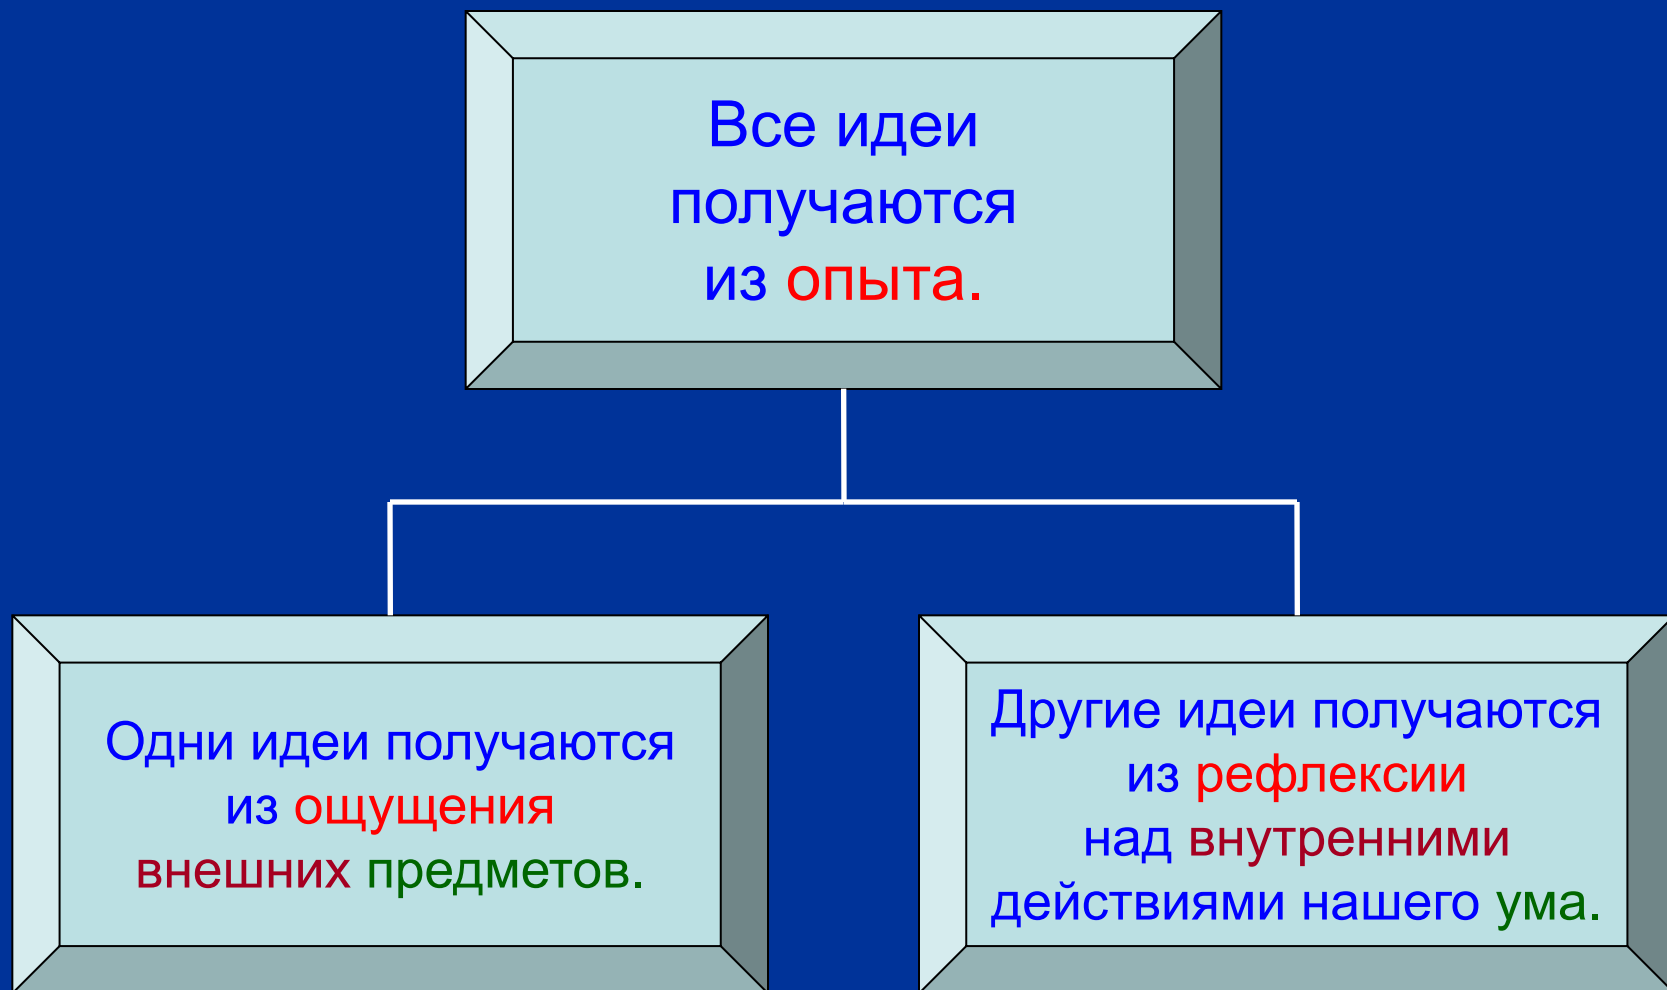 Все идеи
получаются
из опыта.
Одни идеи получаются
из ощущения
внешних предметов.
Другие идеи получаются
из рефлексии
над внутренними
действиями нашего ума.